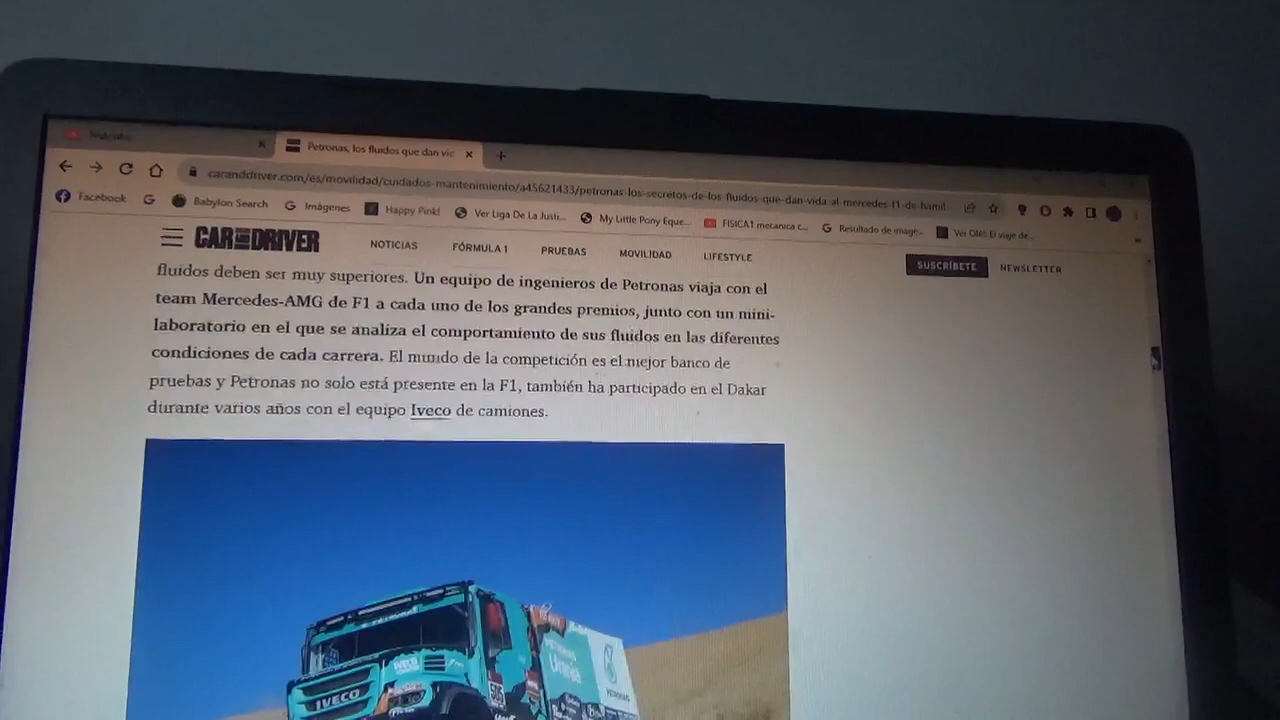 Petronas, los fluidos que dan vic
caranddriver.com/es/movilidad/cuidados-mantenimiento/a45621433/petronas-los-secretos-de-los-fluidos-que-dan-vida-al-mercedes-f1-de-hamil
Facebook
Babylon Search
Imágenes
Happy Pink!
Ver Liga De La Justi...
My Little Pony Eque...
FISICA1 mecanica c...
Resultado de image...
Ver Olé! El viaje de...
CAR AND DRIVER
NOTICIAS
FÓRMULA 1
PRUEBAS
MOVILIDAD
LIFESTYLE
SUSCRÍBETE
NEWSLETTER
fluidos deben ser muy superiores. Un equipo de ingenieros de Petronas viaja con el
team Mercedes-AMG de F1 a cada uno de los grandes premios, junto con un mini-
laboratorio en el que se analiza el comportamiento de sus fluidos en las diferentes
condiciones de cada carrera. El mundo de la competición es el mejor banco de
pruebas y Petronas no solo está presente en la F1, también ha participado en el Dakar
durante varios años con el equipo Iveco de camiones.
PETRONAS
IVECO
IVECO
505
PETRONAS
Urania
PETRONAS